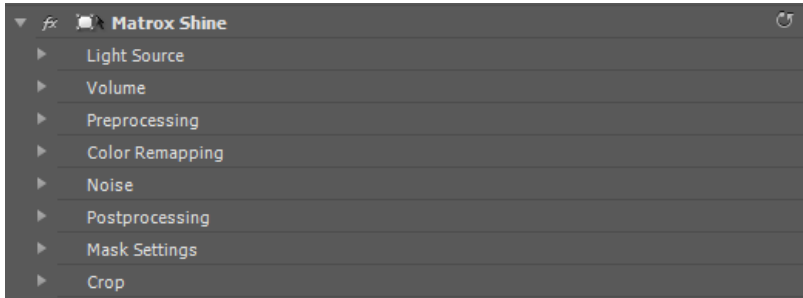 fx Matrox Shine
Light Source
Volume
Preprocessing
Color Remapping
Noise
Postprocessing
Mask Settings
Crop